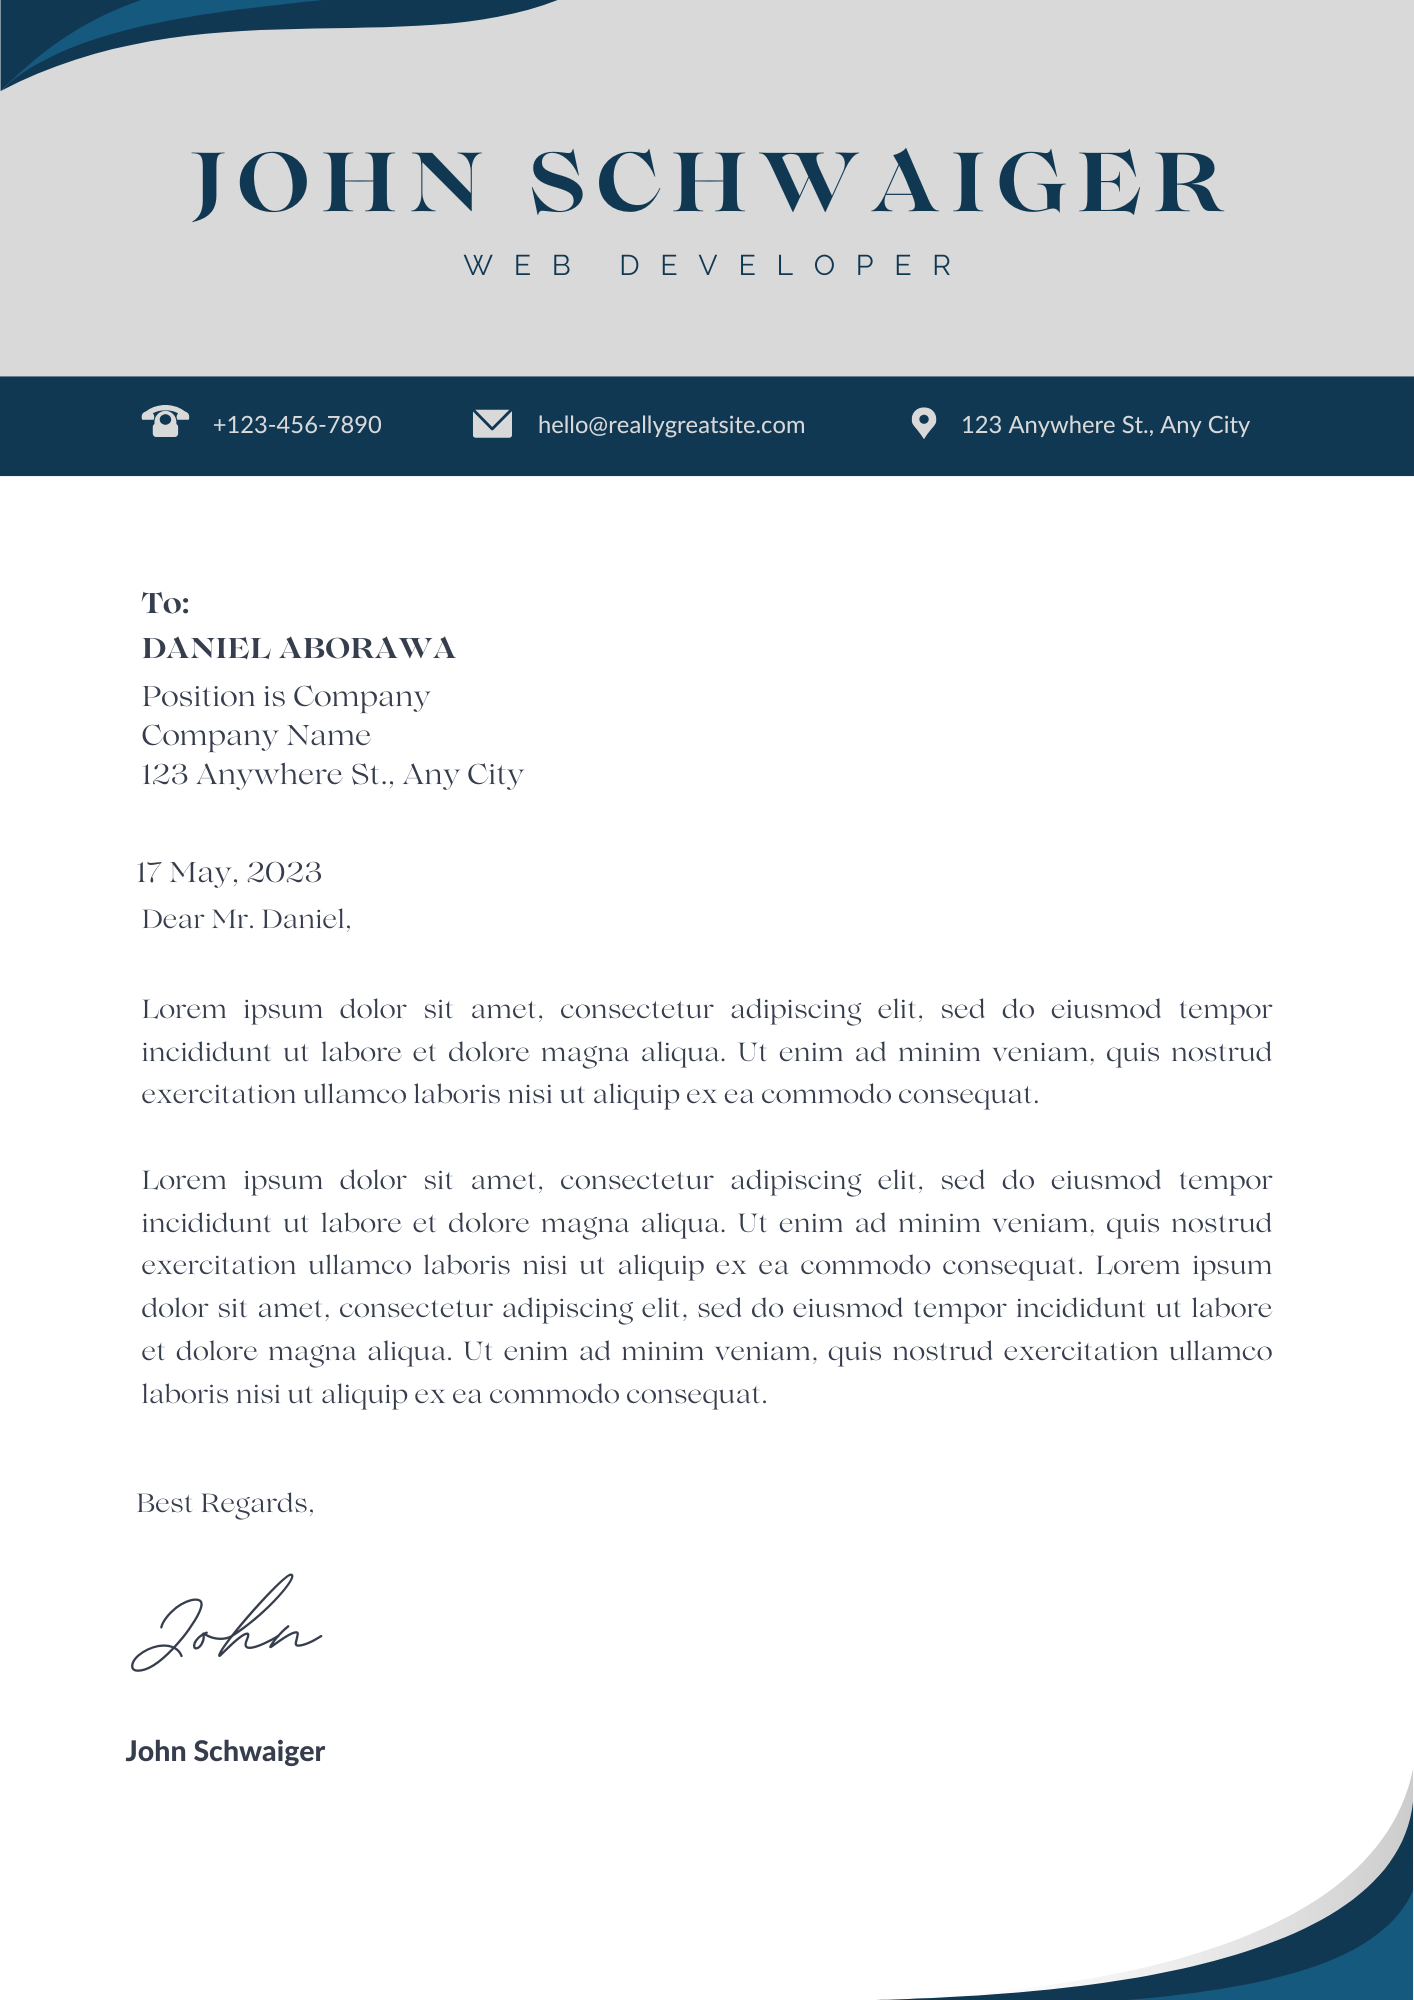 JOHN SCHWAIGER
WEB DEVELOPER
+123-456-7890
hello@reallygreatsite.com
123 Anywhere St., Any City
To:
DANIEL ABORAWA
Position is Company
Company Name
123 Anywhere St., Any City
17 May, 2023
Dear Mr. Daniel,
Lorem ipsum dolor sit amet, consectetur adipiscing elit, sed do eiusmod tempor
incididunt ut labore et dolore magna aliqua. Ut enim ad minim veniam, quis nostrud
exercitation ullamco laboris nisi ut aliquip ex ea commodo consequat.
Lorem ipsum dolor sit amet, consectetur adipiscing elit, sed do eiusmod tempor
incididunt ut labore et dolore magna aliqua. Ut enim ad minim veniam, quis nostrud
exercitation ullamco laboris nisi ut aliquip ex ea commodo consequat. Lorem ipsum
dolor sit amet, consectetur adipiscing elit, sed do eiusmod tempor incididunt ut labore
et dolore magna aliqua. Ut enim ad minim veniam, quis nostrud exercitation ullamco
laboris nisi ut aliquip ex ea commodo consequat.
Best Regards,
John
John Schwaiger